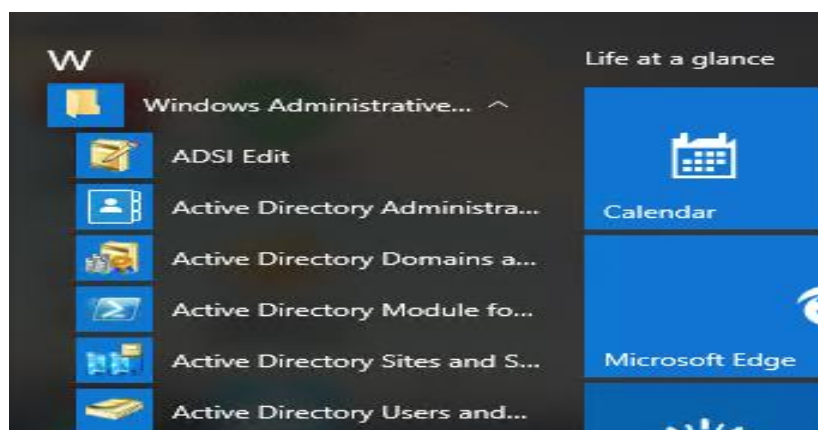 W
Windows Administrative...
ADSI Edit
Active Directory Administra...
Active Directory Domains a...
Active Directory Module fo...
Active Directory Sites and S...
Active Directory Users and...
Life at a glance
Calendar
Microsoft Edge